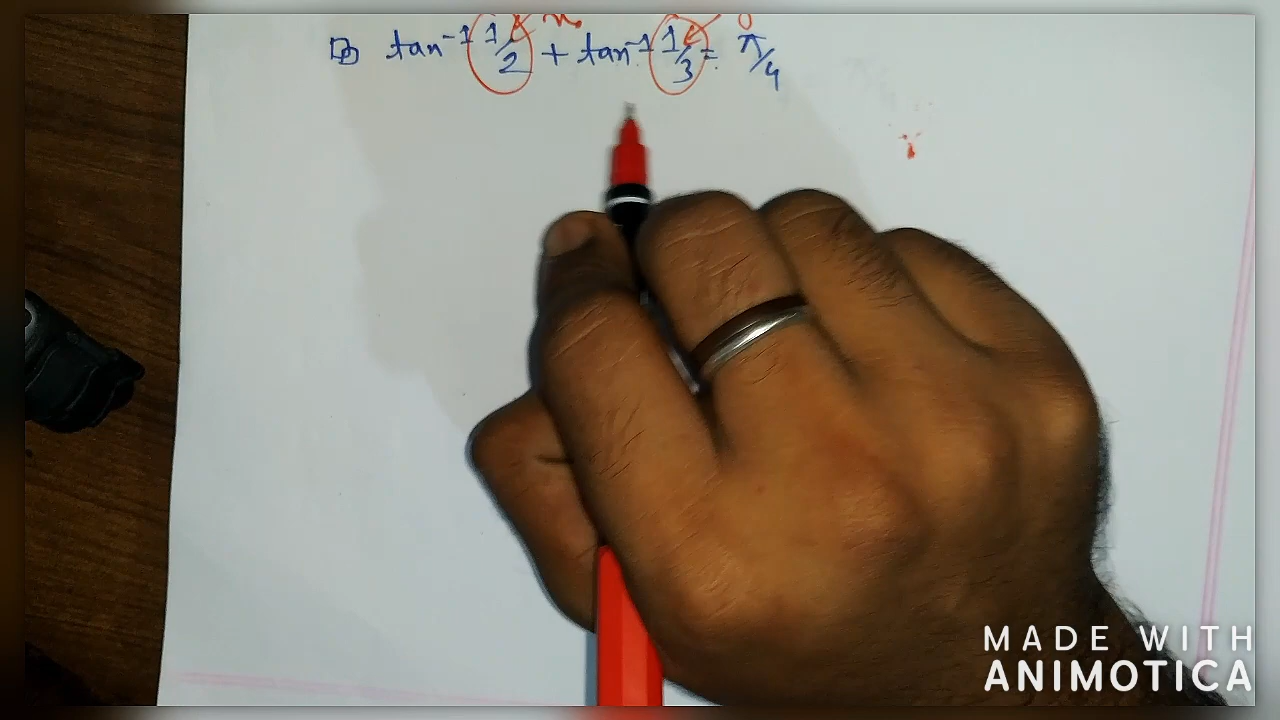 tan⁻¹ 1/2 + tan⁻¹ 1/3 = π/4
MADE WITH
ANIMOTICA